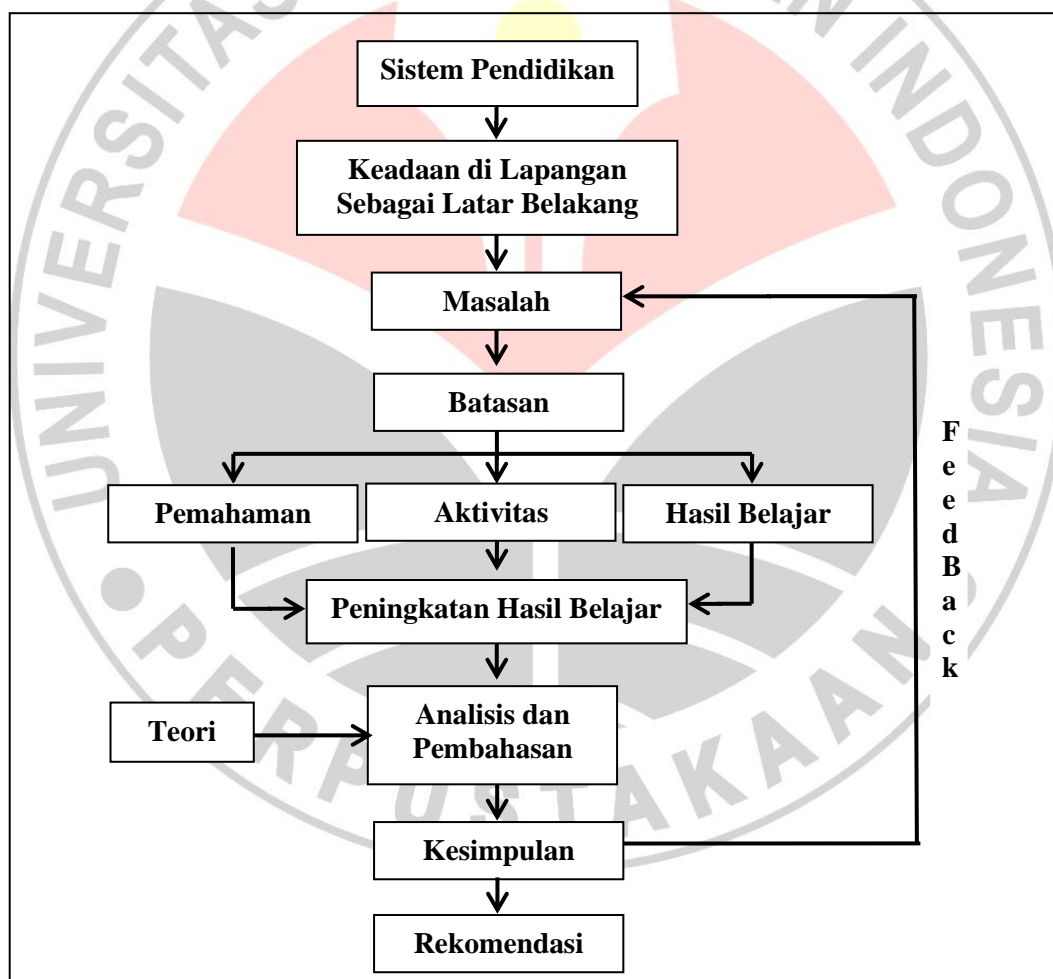 Sistem Pendidikan
Keadaan di Lapangan
Sebagai Latar Belakang
Masalah
Batasan
Pemahaman
Aktivitas
Hasil Belajar
Peningkatan Hasil Belajar
Teori
Analisis dan
Pembahasan
Kesimpulan
Rekomendasi
FeedBack
UNIVERSITAS
INDONESIA
PERPUSTAKAAN